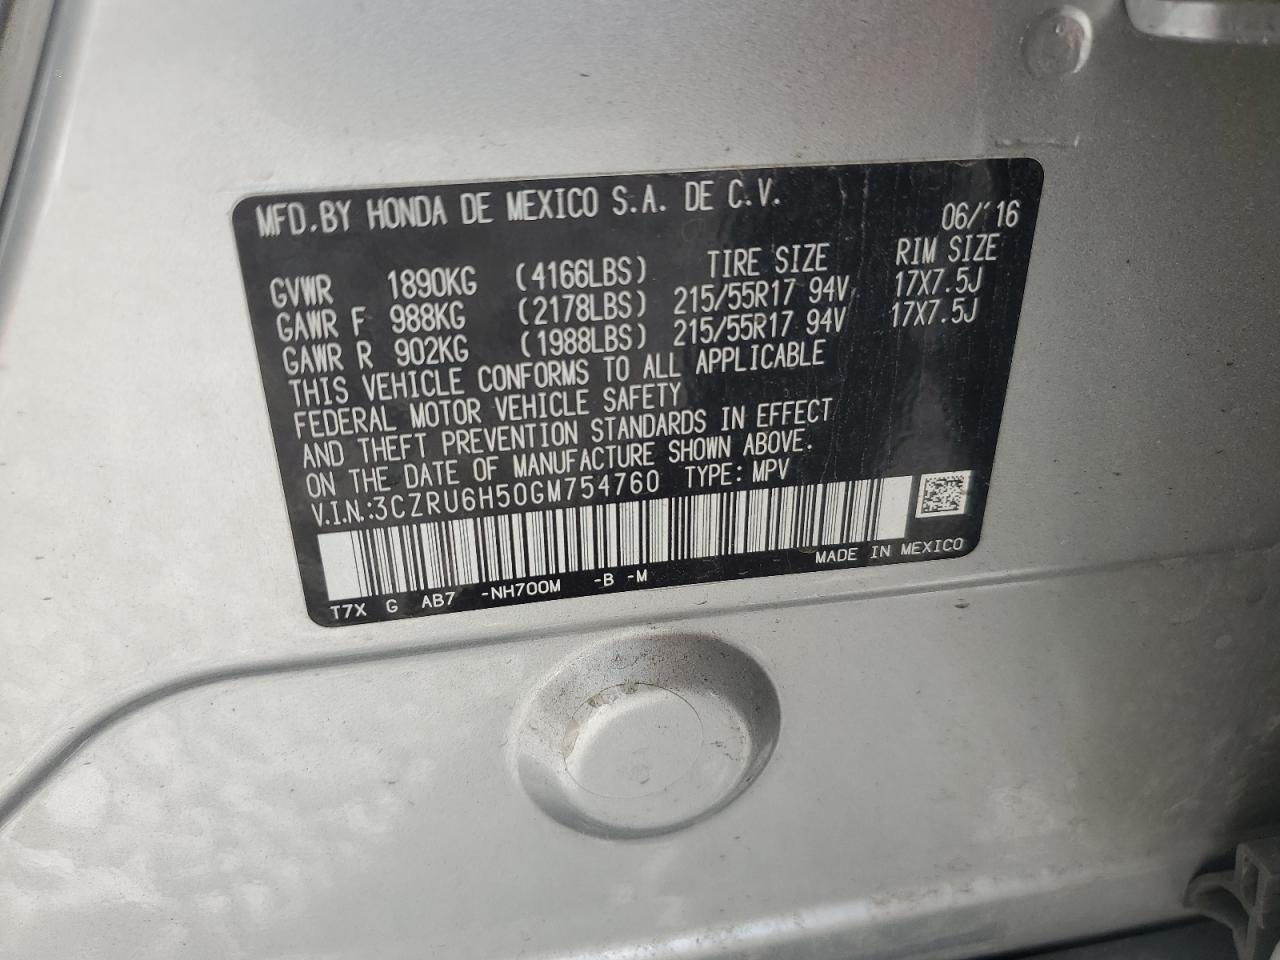 MFD.BY HONDA DE MEXICO S.A. DE C.V.
06/'16
GVWR 1890KG (4166LBS) TIRE SIZE RIM SIZE
GAWR F 988KG (2178LBS) 215/55R17 94V 17X7.5J
GAWR R 902KG (1988LBS) 215/55R17 94V 17X7.5J
THIS VEHICLE CONFORMS TO ALL APPLICABLE
FEDERAL MOTOR VEHICLE SAFETY
AND THEFT PREVENTION STANDARDS IN EFFECT
ON THE DATE OF MANUFACTURE SHOWN ABOVE.
V.I.N.:3CZRU6H50GM754760 TYPE: MPV
MADE IN MEXICO
T7X G AB7 -NH700M -B -M